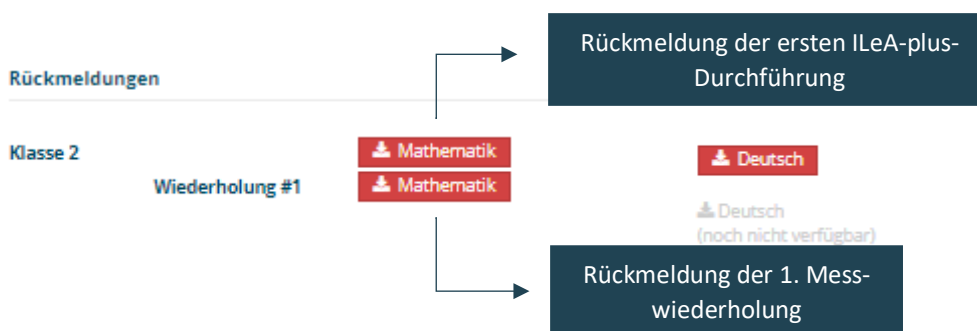 Rückmeldung der ersten ILeA-plus-
Durchführung
Rückmeldungen
Klasse 2
Mathematik
Deutsch
Wiederholung #1
Mathematik
Deutsch
(noch nicht verfügbar)
Rückmeldung der 1. Mess-
wiederholung